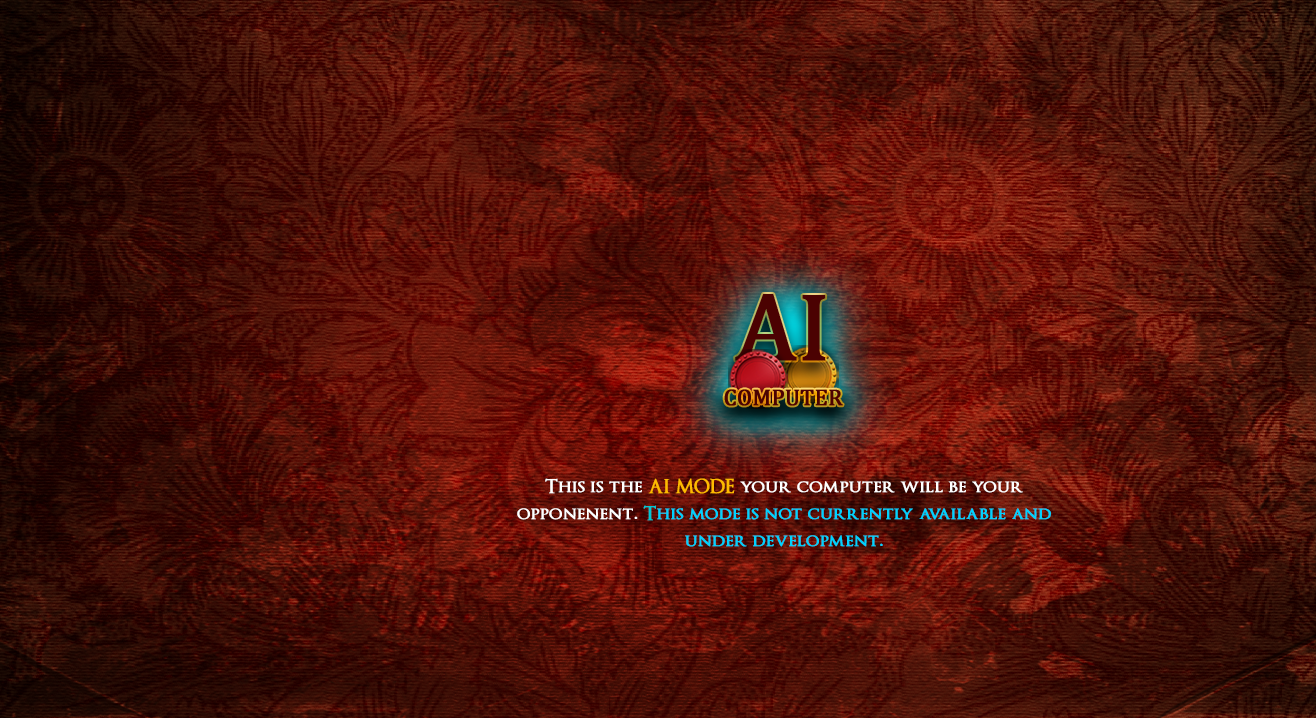 AI
COMPUTER
This is the AI MODE your computer will be your
opponenent. This mode is not currently available and
under development.